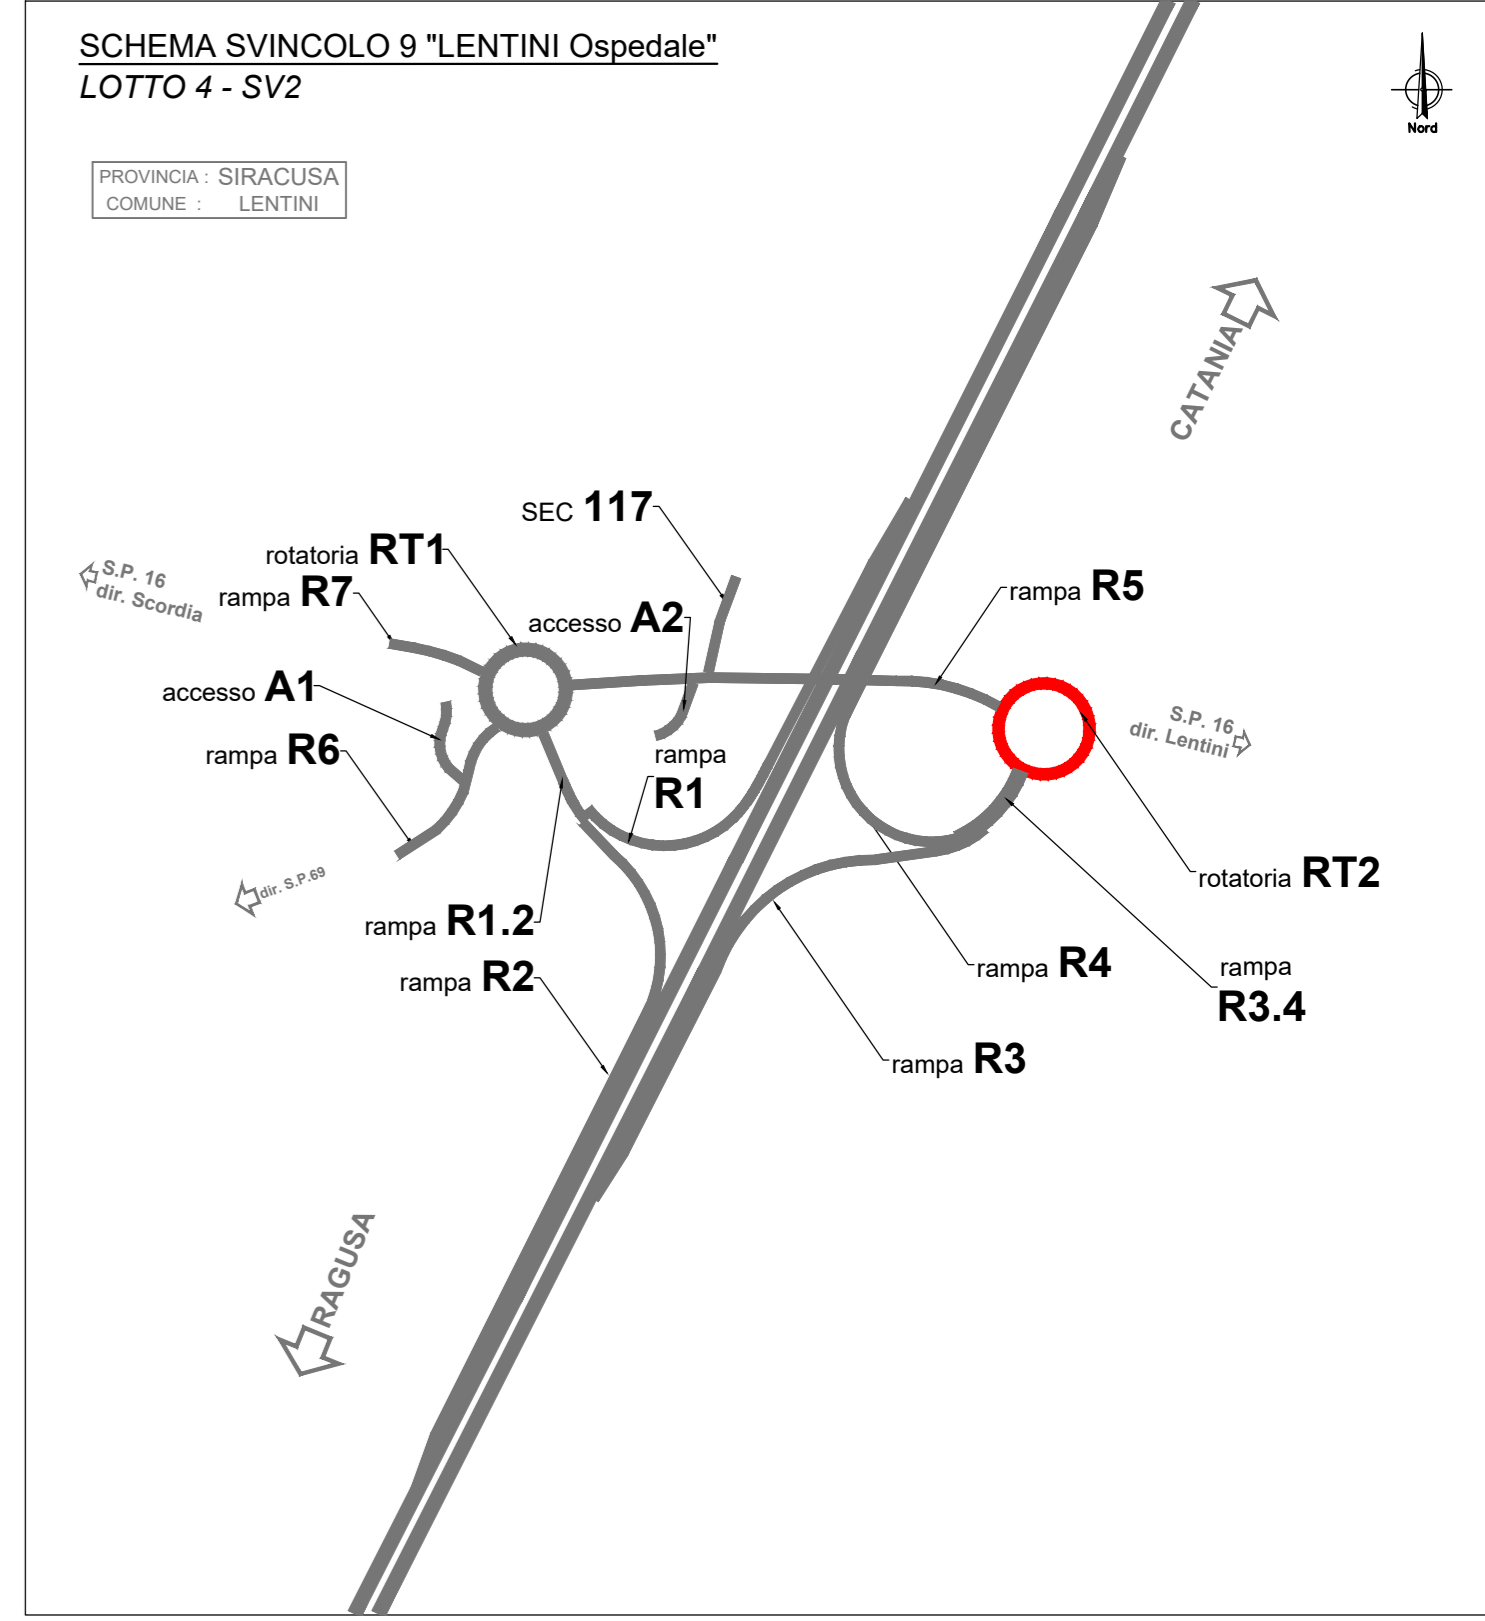 SCHEMA SVINCOLO 9 "LENTINI Ospedale"
LOTTO 4 - SV2
Nord
PROVINCIA : SIRACUSA
COMUNE : LENTINI
CATANIA
SEC 117
rotatoria RT1
S.P. 16
dir. Scordia
rampa R7
accesso A2
rampa R5
accesso A1
rampa R6
rampa
R1
S.P. 16
dir. Lentini
dir. S.P.69
rotatoria RT2
rampa R1.2
rampa R2
rampa R4
rampa
R3.4
rampa R3
RAGUSA